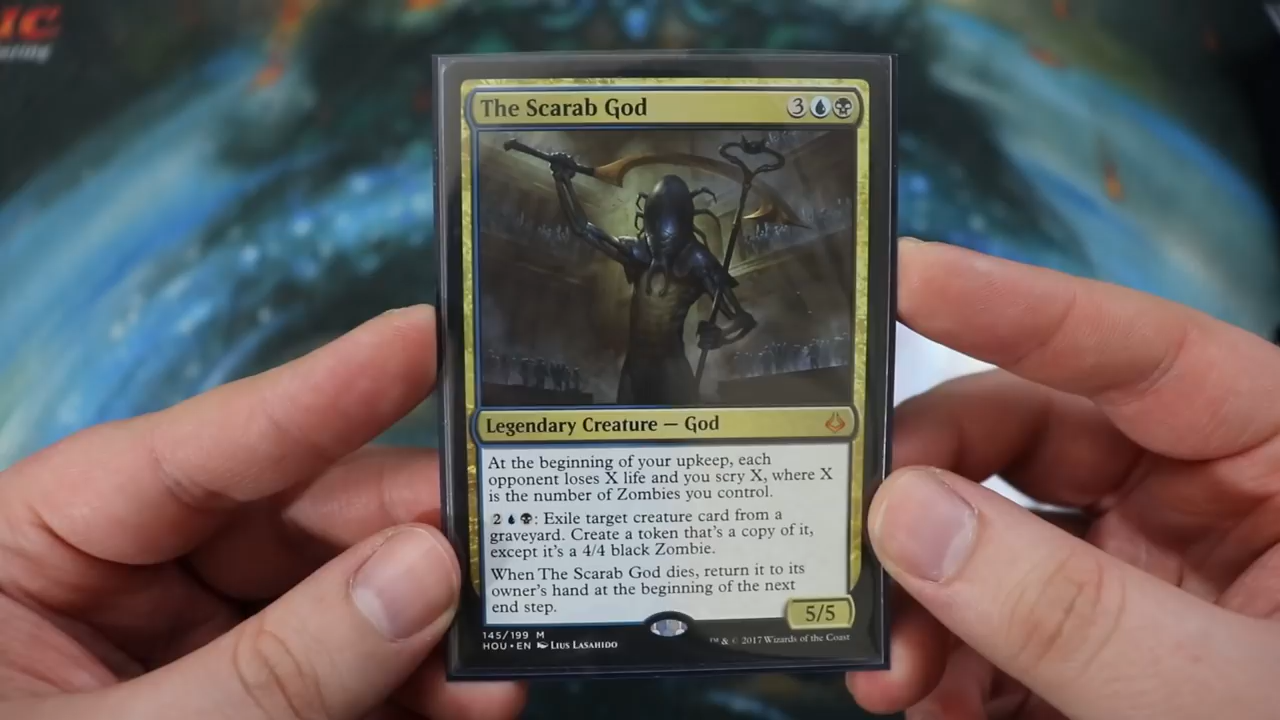 IC
The Scarab God 3
Legendary Creature — God
At the beginning of your upkeep, each
opponent loses X life and you scry X, where X
is the number of Zombies you control.
2 : Exile target creature card from a
graveyard. Create a token that's a copy of it,
except it's a 4/4 black Zombie.
When The Scarab God dies, return it to its
owner's hand at the beginning of the next
end step.
5/5
145/199 M
HOU • EN Lius Lasahido
™ & © 2017 Wizards of the Coast